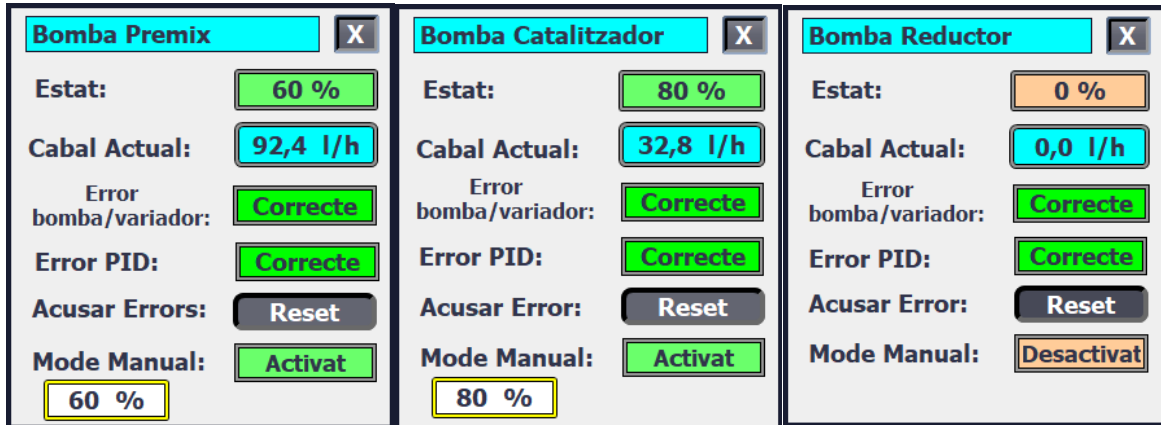 Bomba Premix X
Estat: 60 %
Cabal Actual: 92,4 l/h
Error
bomba/variador: Correcte
Error PID: Correcte
Acusar Errors: Reset
Mode Manual: Activat
60 %
Bomba Catalitzador X
Estat: 80 %
Cabal Actual: 32,8 l/h
Error
bomba/variador: Correcte
Error PID: Correcte
Acusar Error: Reset
Mode Manual: Activat
80 %
Bomba Reductor X
Estat: 0 %
Cabal Actual: 0,0 l/h
Error
bomba/variador: Correcte
Error PID: Correcte
Acusar Error: Reset
Mode Manual: Desactivat